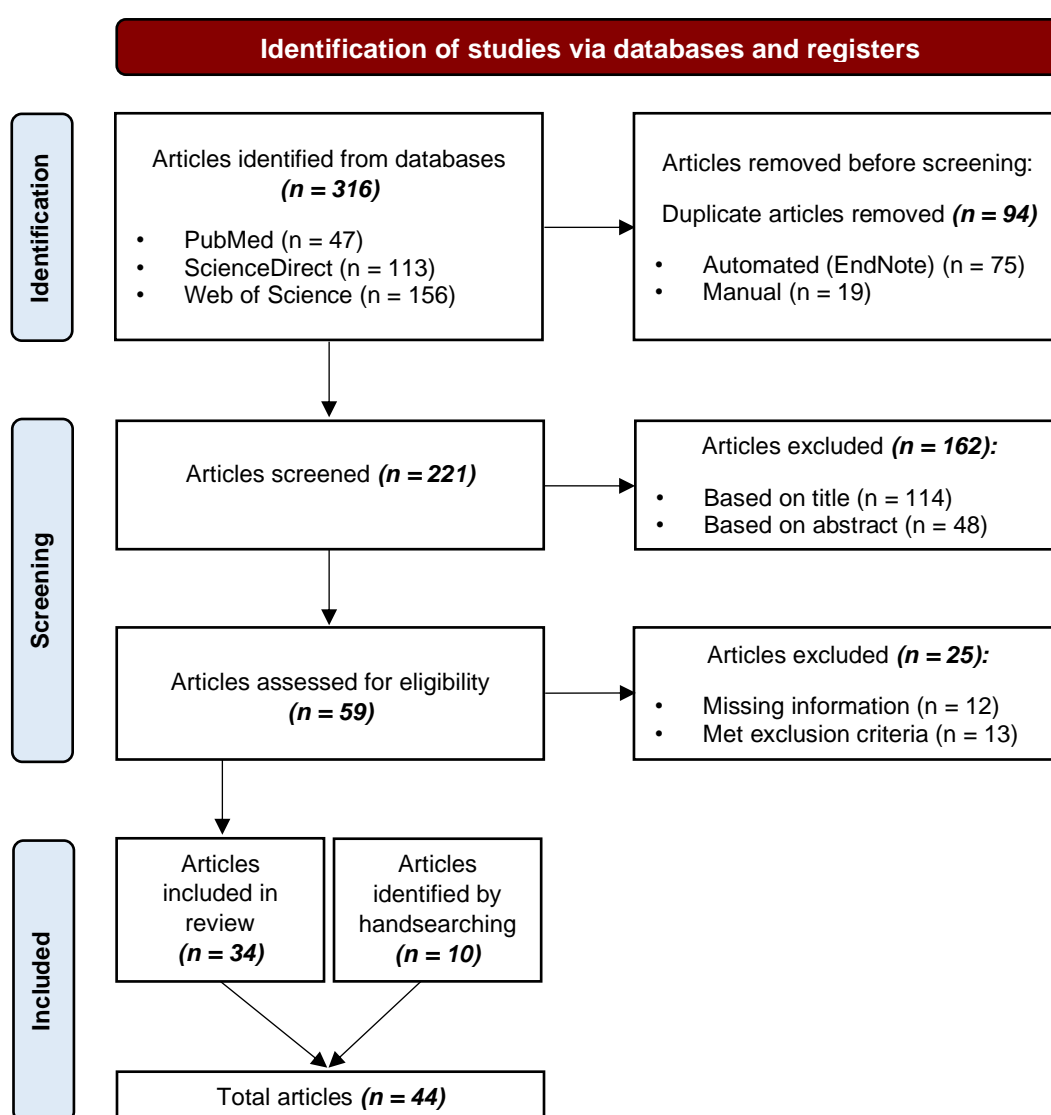 Identification of studies via databases and registers
Identification
Articles identified from databases
(n = 316)
• PubMed (n = 47)
• ScienceDirect (n = 113)
• Web of Science (n = 156)
Articles removed before screening:
Duplicate articles removed (n = 94)
• Automated (EndNote) (n = 75)
• Manual (n = 19)
Screening
Articles screened (n = 221)
Articles excluded (n = 162):
• Based on title (n = 114)
• Based on abstract (n = 48)
Articles assessed for eligibility
(n = 59)
Articles excluded (n = 25):
• Missing information (n = 12)
• Met exclusion criteria (n = 13)
Included
Articles
included in
review
(n = 34)
Articles
identified by
handsearching
(n = 10)
Total articles (n = 44)